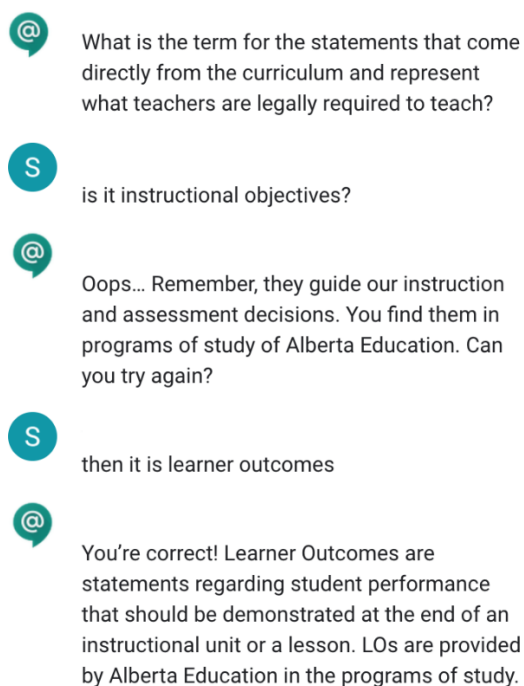 @
What is the term for the statements that come
directly from the curriculum and represent
what teachers are legally required to teach?
S
is it instructional objectives?
@
Oops... Remember, they guide our instruction
and assessment decisions. You find them in
programs of study of Alberta Education. Can
you try again?
S
then it is learner outcomes
@
You’re correct! Learner Outcomes are
statements regarding student performance
that should be demonstrated at the end of an
instructional unit or a lesson. LOs are provided
by Alberta Education in the programs of study.